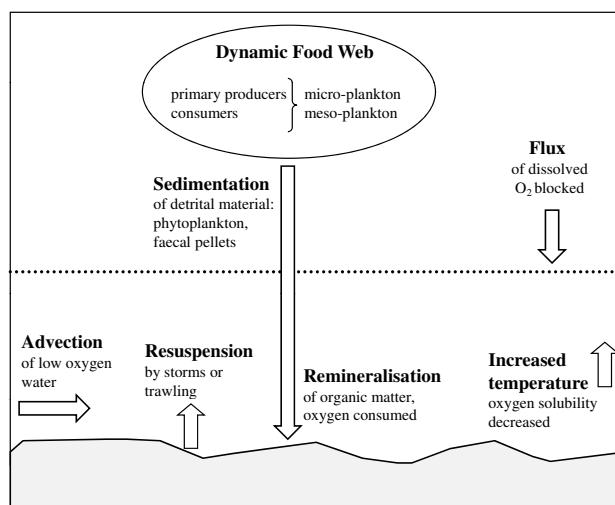 Dynamic Food Web
primary producers
consumers
micro-plankton
meso-plankton
Flux
of dissolved
O2 blocked
Sedimentation
of detrital material:
phytoplankton,
faecal pellets
Advection
of low oxygen
water
Resuspension
by storms or
trawling
Remineralisation
of organic matter,
oxygen consumed
Increased
temperature
oxygen solubility
decreased